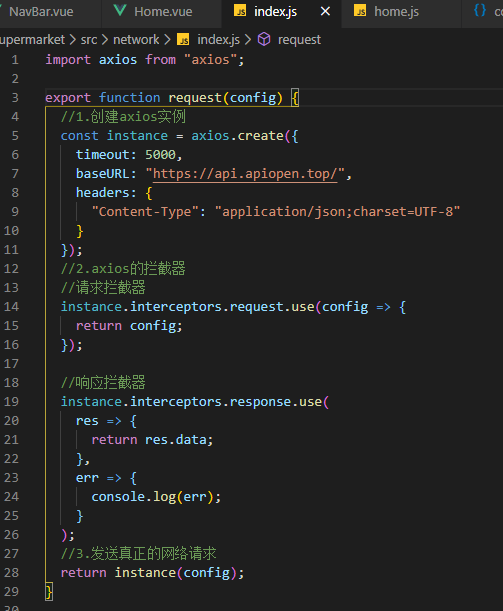 NavBar.vue Home.vue index.js × home.js
upermarket > src > network > index.js > request
1 import axios from "axios";
2
3 export function request(config) {
4 //1.创建axios实例
5 const instance = axios.create({
6 timeout: 5000,
7 baseURL: "https://api.apiopen.top/",
8 headers: {
9 "Content-Type": "application/json;charset=UTF-8"
10 }
11 });
12 //2.axios的拦截器
13 //请求拦截器
14 instance.interceptors.request.use(config => {
15 return config;
16 });
17
18 //响应拦截器
19 instance.interceptors.response.use(
20 res => {
21 return res.data;
22 },
23 err => {
24 console.log(err);
25 }
26 );
27 //3.发送真正的网络请求
28 return instance(config);
29 }